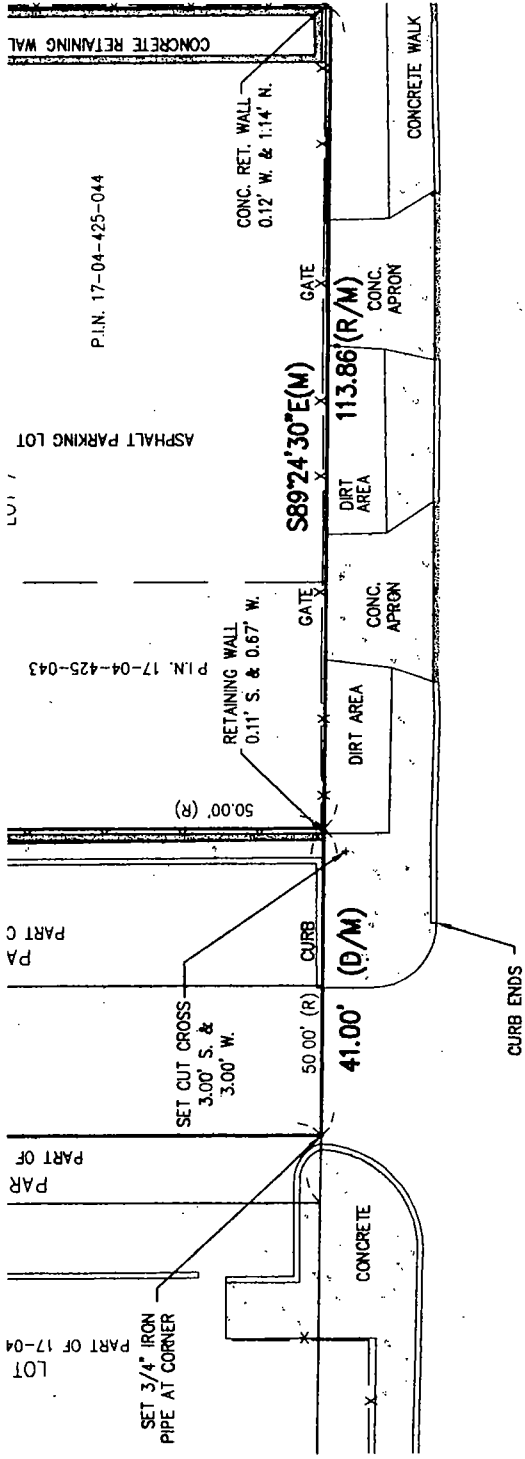 CONCRETE RETAINING WAL
P.I.N. 17-04-425-044
CONC. RET. WALL
0.12' W. & 1.14' N.
CONCRETE WALK
ASPHALT PARKING LOT
GATE
S89°24'30"E(M)
113.86'(R/M)
CONC.
APRON
DIRT
AREA
P.I.N. 17-04-425-043
GATE
CONC.
APRON
RETAINING WALL
0.11' S. & 0.67' W.
DIRT AREA
50.00' (R)
PART O
PA
SET CUT CROSS
3.00' S. &
3.00' W.
CURB
50.00' (R)
41.00' (D/M)
CURB ENDS
PART OF
PAR
CONCRETE
SET 3/4" IRON
PIPE AT CORNER
PART OF 17-04
LOT